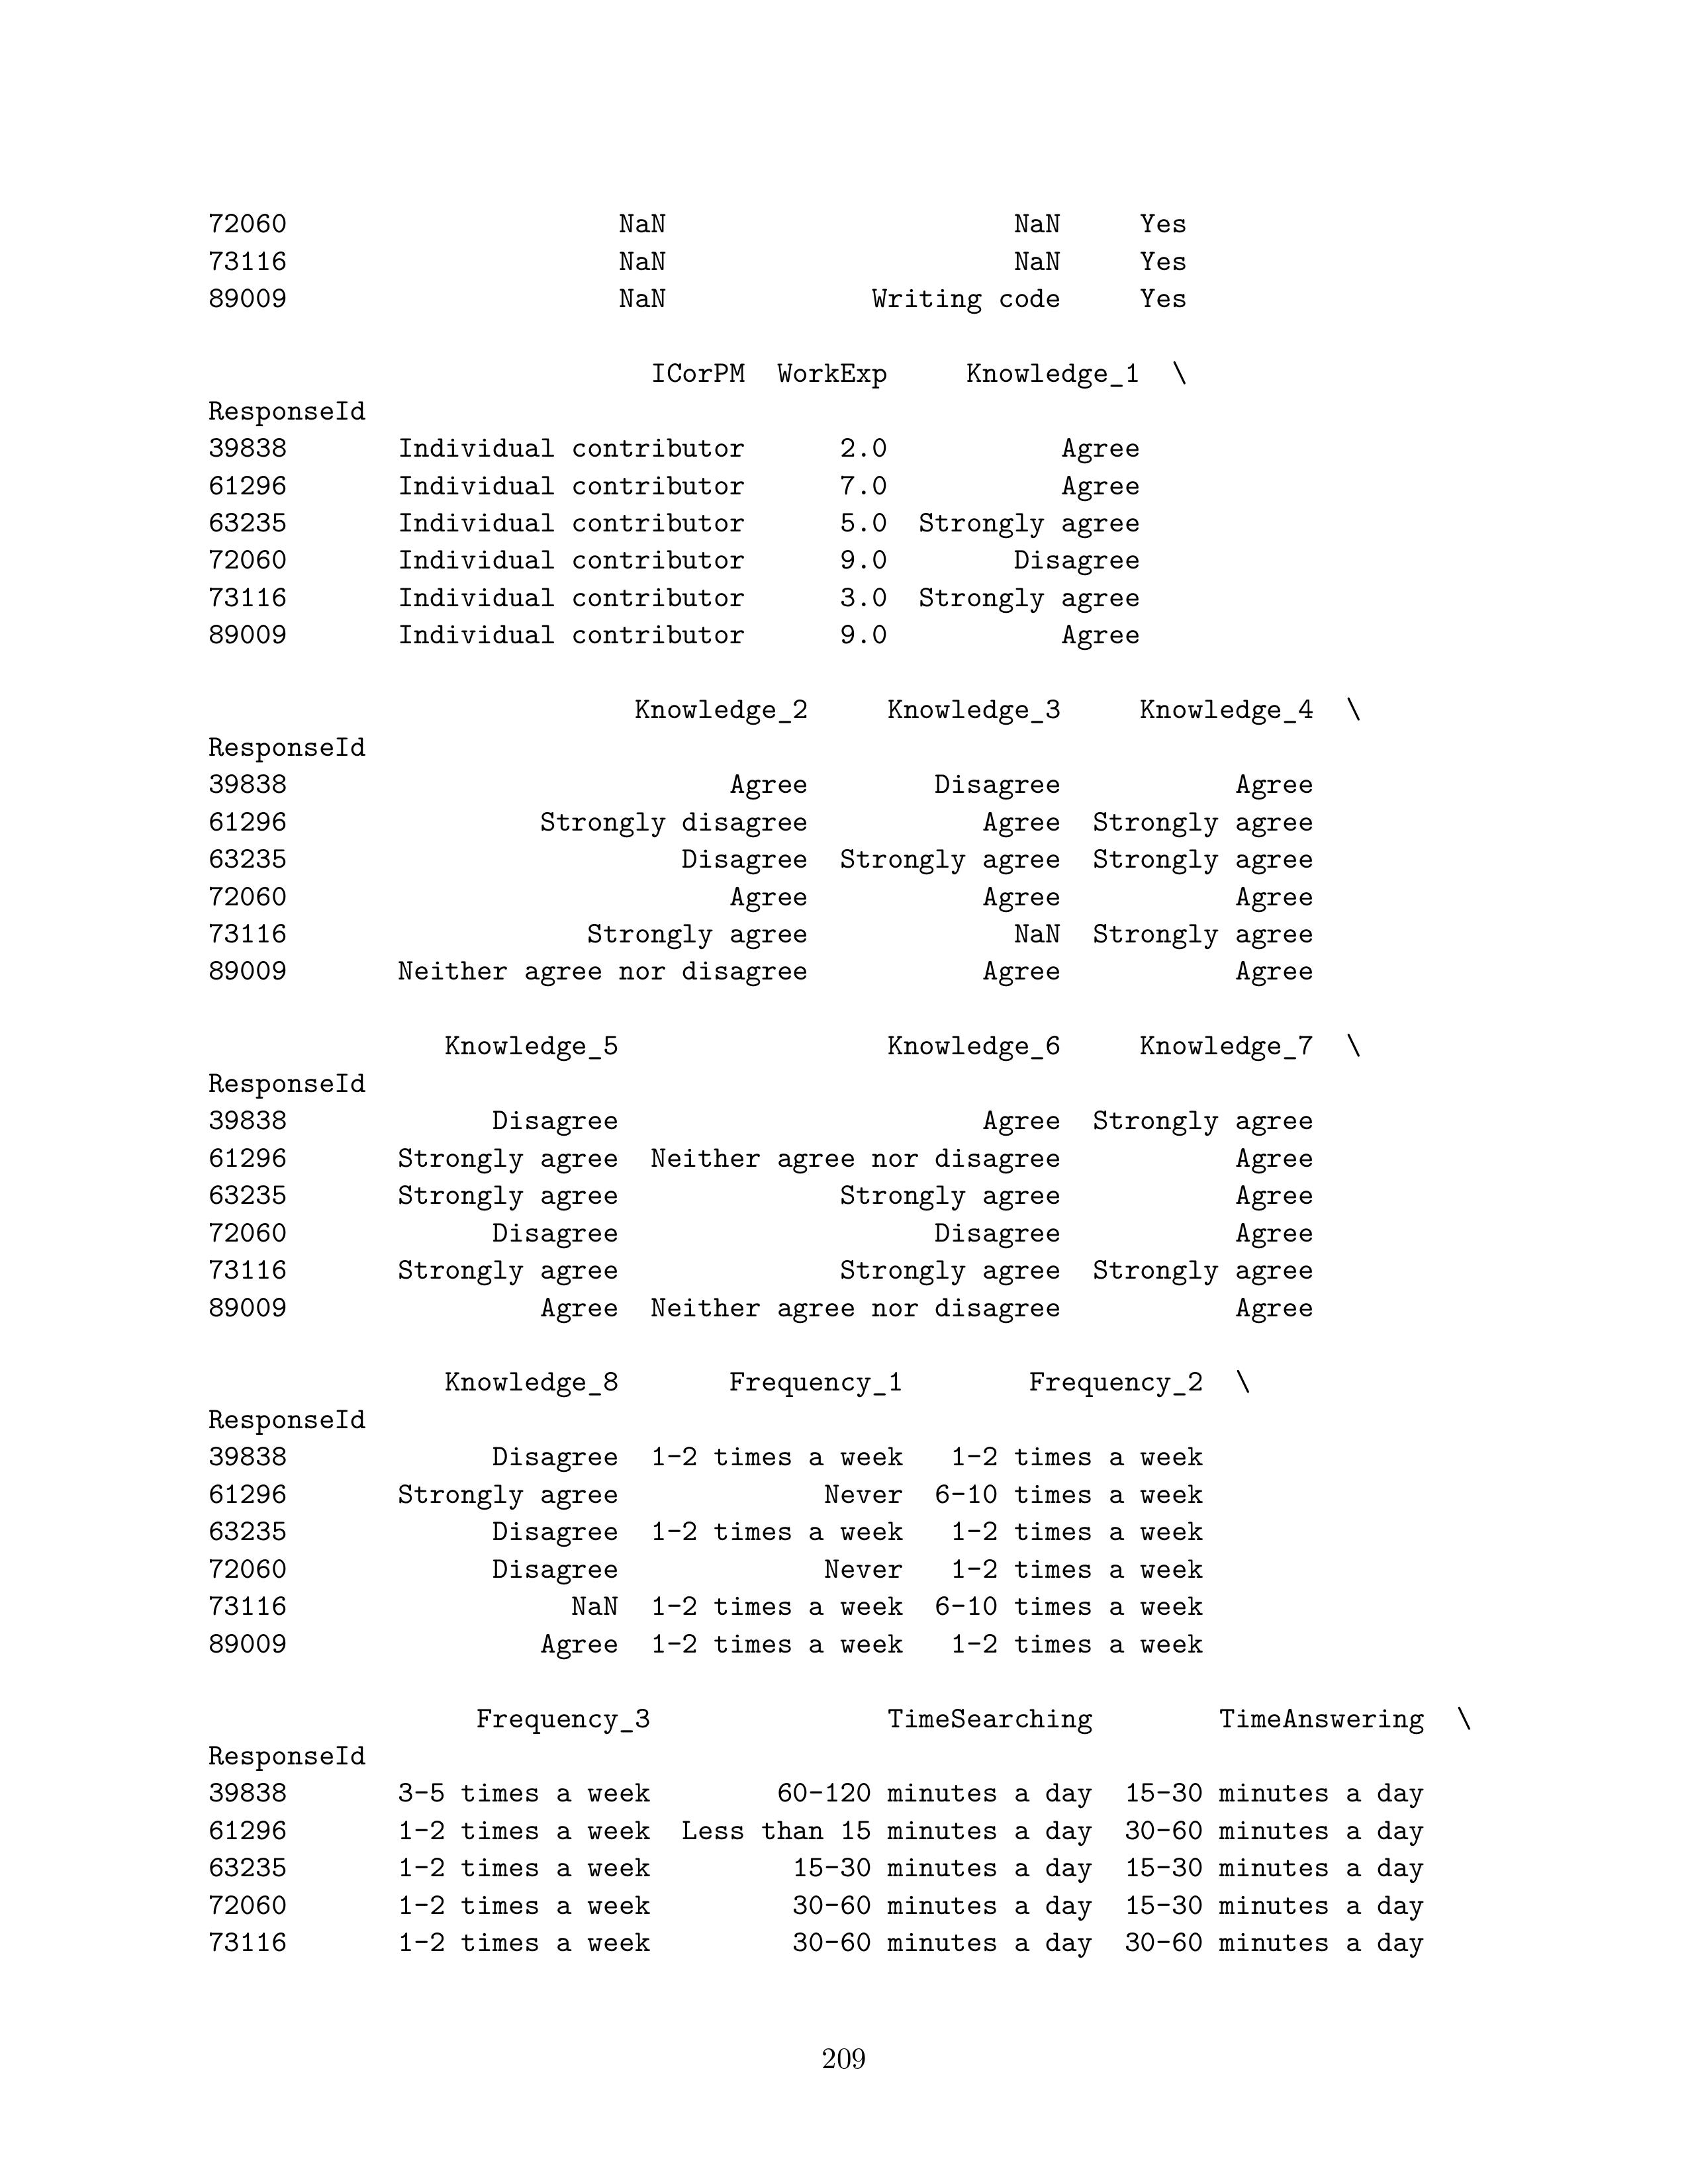 72060 NaN NaN Yes
73116 NaN NaN Yes
89009 NaN Writing code Yes
ICorPM WorkExp Knowledge_1 \
ResponseId
39838 Individual contributor 2.0 Agree
61296 Individual contributor 7.0 Agree
63235 Individual contributor 5.0 Strongly agree
72060 Individual contributor 9.0 Disagree
73116 Individual contributor 3.0 Strongly agree
89009 Individual contributor 9.0 Agree
Knowledge_2 Knowledge_3 Knowledge_4 \
ResponseId
39838 Agree Disagree Agree
61296 Strongly disagree Agree Strongly agree
63235 Disagree Strongly agree Strongly agree
72060 Agree Agree Agree
73116 Strongly agree NaN Strongly agree
89009 Neither agree nor disagree Agree Agree
Knowledge_5 Knowledge_6 Knowledge_7 \
ResponseId
39838 Disagree Agree Strongly agree
61296 Strongly agree Neither agree nor disagree Agree
63235 Strongly agree Strongly agree Agree
72060 Disagree Disagree Agree
73116 Strongly agree Strongly agree Strongly agree
89009 Agree Neither agree nor disagree Agree
Knowledge_8 Frequency_1 Frequency_2 \
ResponseId
39838 Disagree 1-2 times a week 1-2 times a week
61296 Strongly agree Never 6-10 times a week
63235 Disagree 1-2 times a week 1-2 times a week
72060 Disagree Never 1-2 times a week
73116 NaN 1-2 times a week 6-10 times a week
89009 Agree 1-2 times a week 1-2 times a week
Frequency_3 TimeSearching TimeAnswering \
ResponseId
39838 3-5 times a week 60-120 minutes a day 15-30 minutes a day
61296 1-2 times a week Less than 15 minutes a day 30-60 minutes a day
63235 1-2 times a week 15-30 minutes a day 15-30 minutes a day
72060 1-2 times a week 30-60 minutes a day 15-30 minutes a day
73116 1-2 times a week 30-60 minutes a day 30-60 minutes a day
209